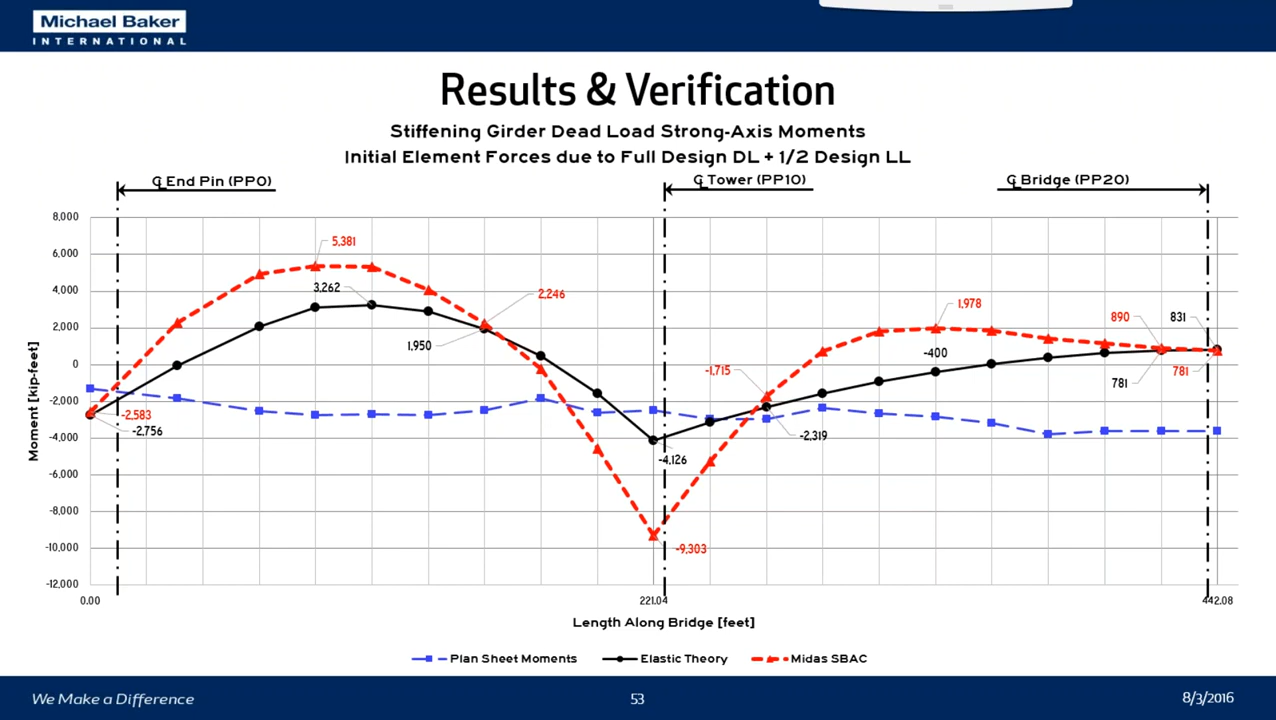 Michael Baker
INTERNATIONAL
Results & Verification
Stiffening Girder Dead Load Strong-Axis Moments
Initial Element Forces due to Full Design DL + 1/2 Design LL
℄ End Pin (PP0)
℄ Tower (PP10)
℄ Bridge (PP20)
8,000
6,000
4,000
2,000
0
-2,000
-4,000
-6,000
-8,000
-10,000
-12,000
Moment [kip-feet]
5,381
3,262
2,246
1,950
-2,583
-2,756
-4,126
-9,303
-1,715
-2,319
1,978
-400
890
831
781
781
0.00
221.04
442.08
Length Along Bridge [feet]
Plan Sheet Moments
Elastic Theory
Midas SBAC
We Make a Difference
53
8/3/2016